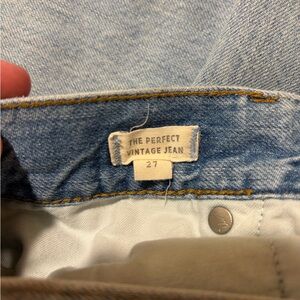 THE PERFECT
VINTAGE JEAN
27